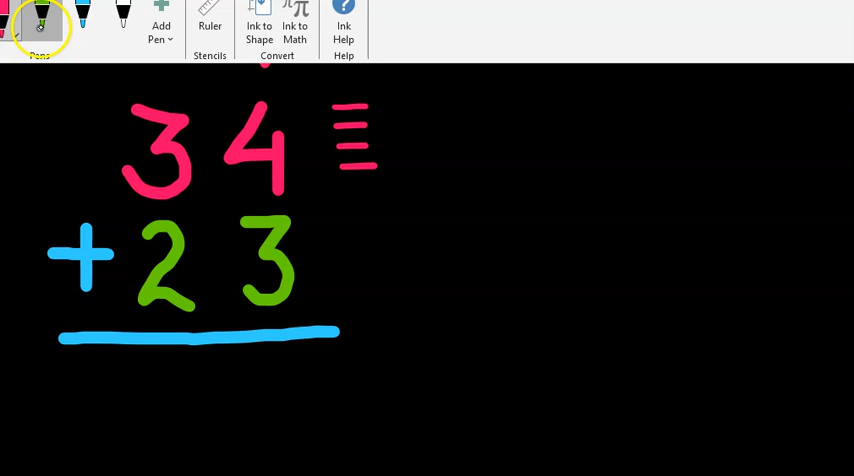 Add
Pen
Ruler
Ink to
Shape
Ink to
Math
Ink
Help
Pens
Stencils
Convert
Help
34
+ 23